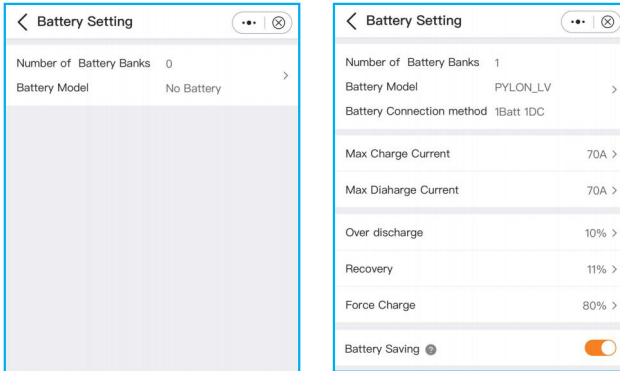 Battery Setting
Number of Battery Banks 0
Battery Model No Battery
Battery Setting
Number of Battery Banks 1
Battery Model PYLON_LV
Battery Connection method 1Batt 1DC
Max Charge Current 70A
Max Diaharge Current 70A
Over discharge 10%
Recovery 11%
Force Charge 80%
Battery Saving ?